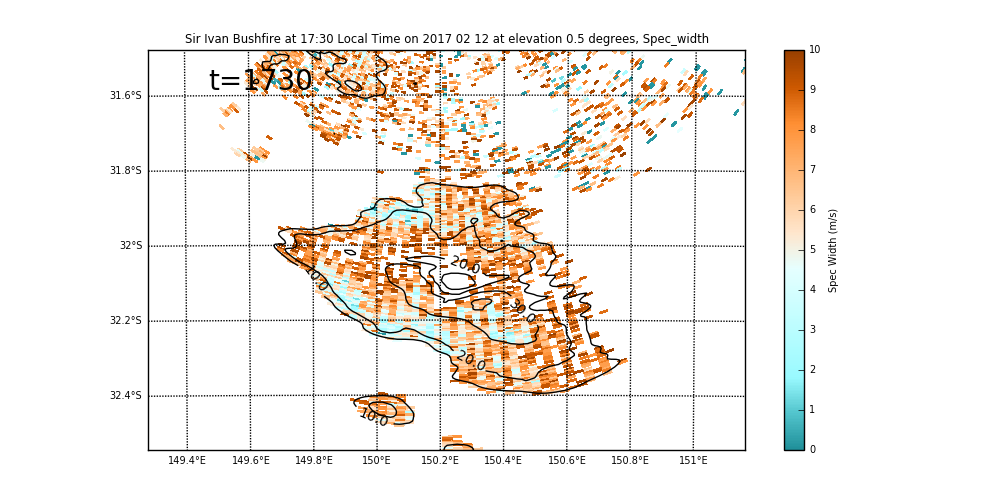 Sir Ivan Bushfire at 17:30 Local Time on 2017 02 12 at elevation 0.5 degrees, Spec_width
t=1730
31.6°S
31.8°S
32°S
32.2°S
32.4°S
149.4°E 149.6°E 149.8°E 150°E 150.2°E 150.4°E 150.6°E 150.8°E 151°E
10.0
20.0
20.0
10.0
10
9
8
7
6
5
4
3
2
1
0
Spec Width (m/s)